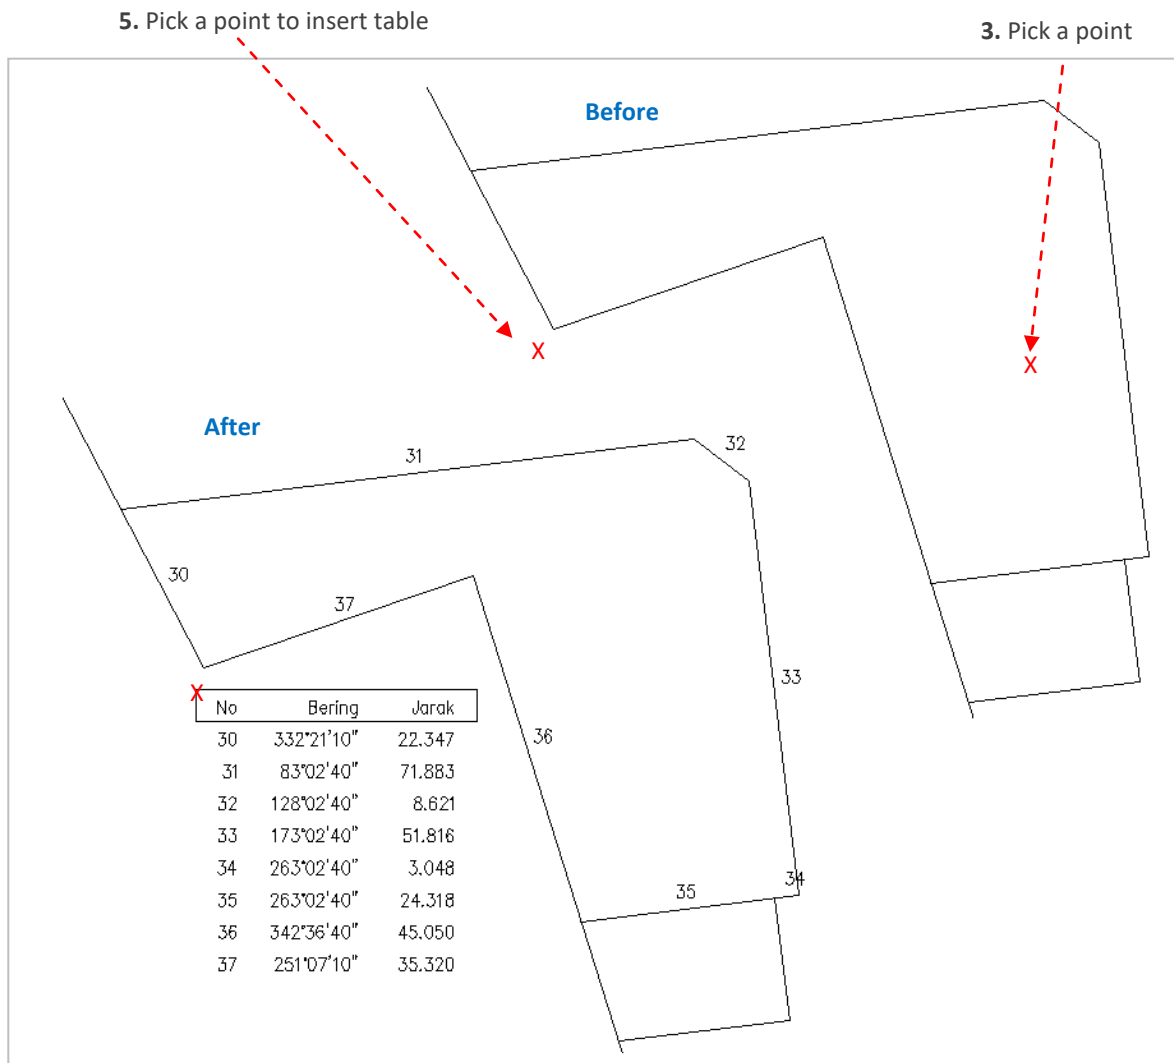 5. Pick a point to insert table
3. Pick a point
Before
X
X
After
31
32
30
37
33
X
No Bering Jarak
36
30 332°21'10" 22.347
31 83°02'40" 71.883
32 128°02'40" 8.621
33 173°02'40" 51.816
34 263°02'40" 3.048
34
35
35 263°02'40" 24.318
36 342°36'40" 45.050
37 251°07'10" 35.320